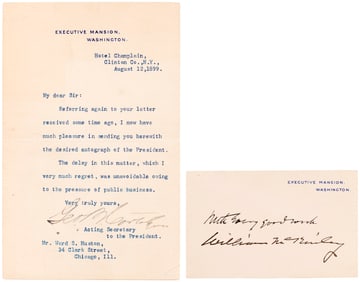 EXECUTIVE MANSION,
WASHINGTON.
Hotel Champlain,
Clinton Co., N.Y.,
August 12, 1899.
My dear Sir:
Referring again to your letter
received some time ago, I now have
much pleasure in sending you herewith
the desired autograph of the President.
The delay in this matter, which I
very much regret, was unavoidable owing
to the pressure of public business.
Very truly yours,
Geo. B. Cortelyou
Acting Secretary
to the President.
Mr. Ward S. Huston,
34 Clark Street,
Chicago, Ill.
EXECUTIVE MANSION,
WASHINGTON.
With every good wish
William McKinley